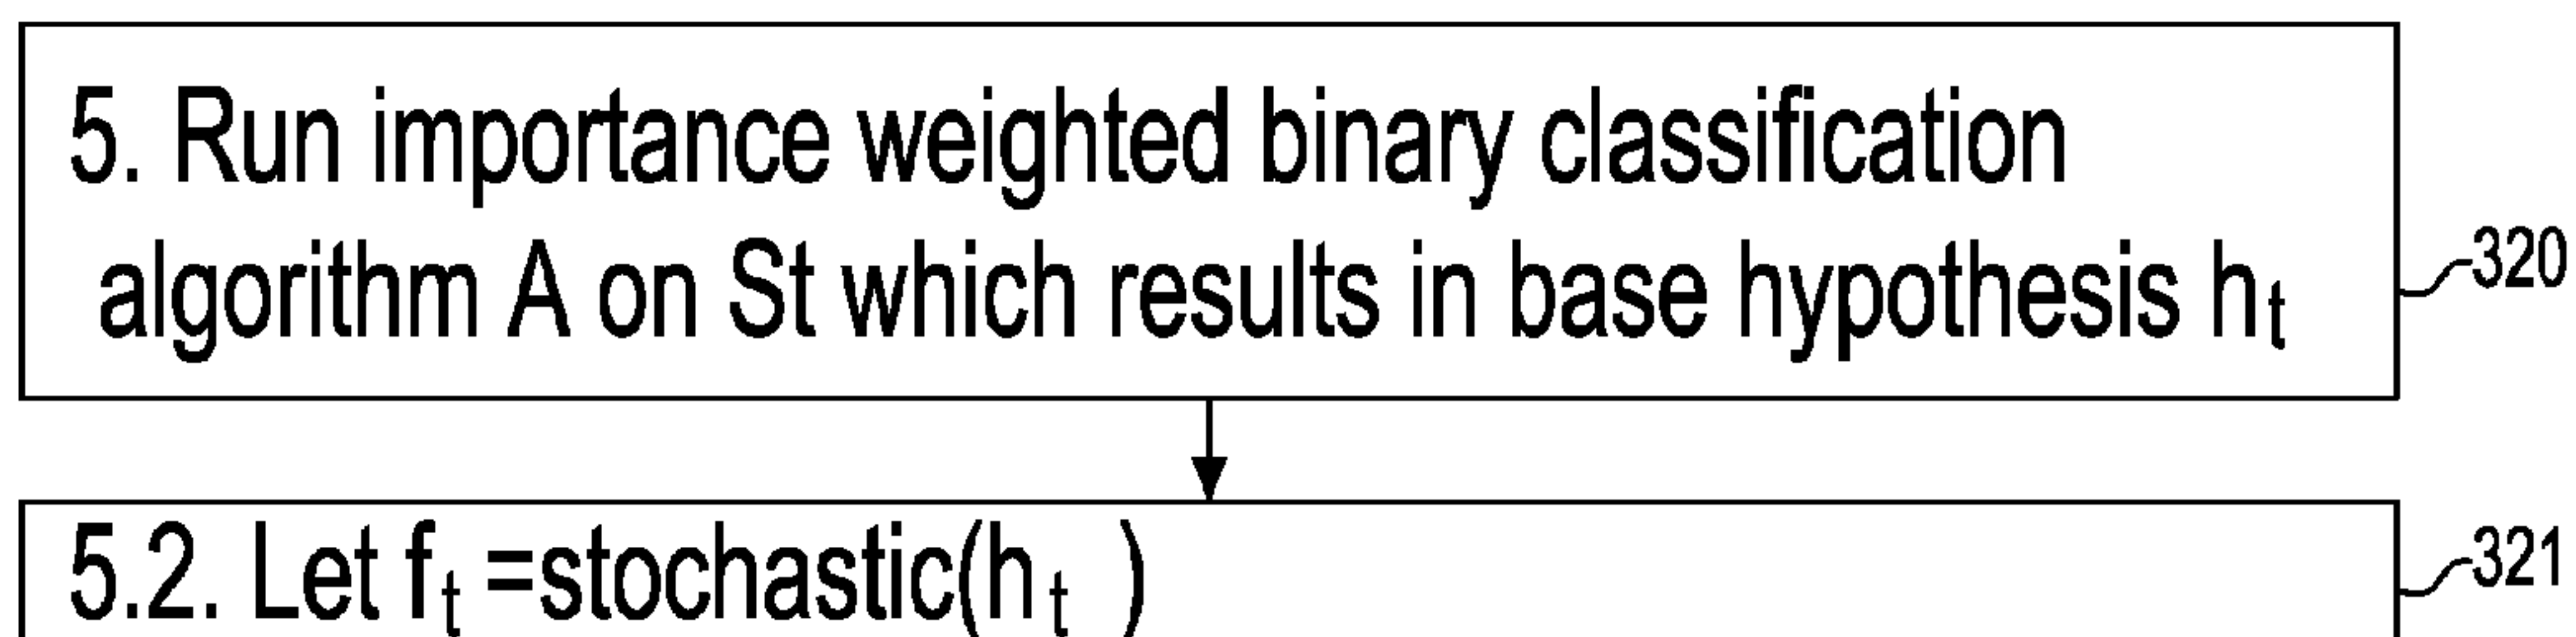 5. Run importance weighted binary classification
algorithm A on St which results in base hypothesis hₜ
320
5.2. Let fₜ =stochastic(hₜ )
321